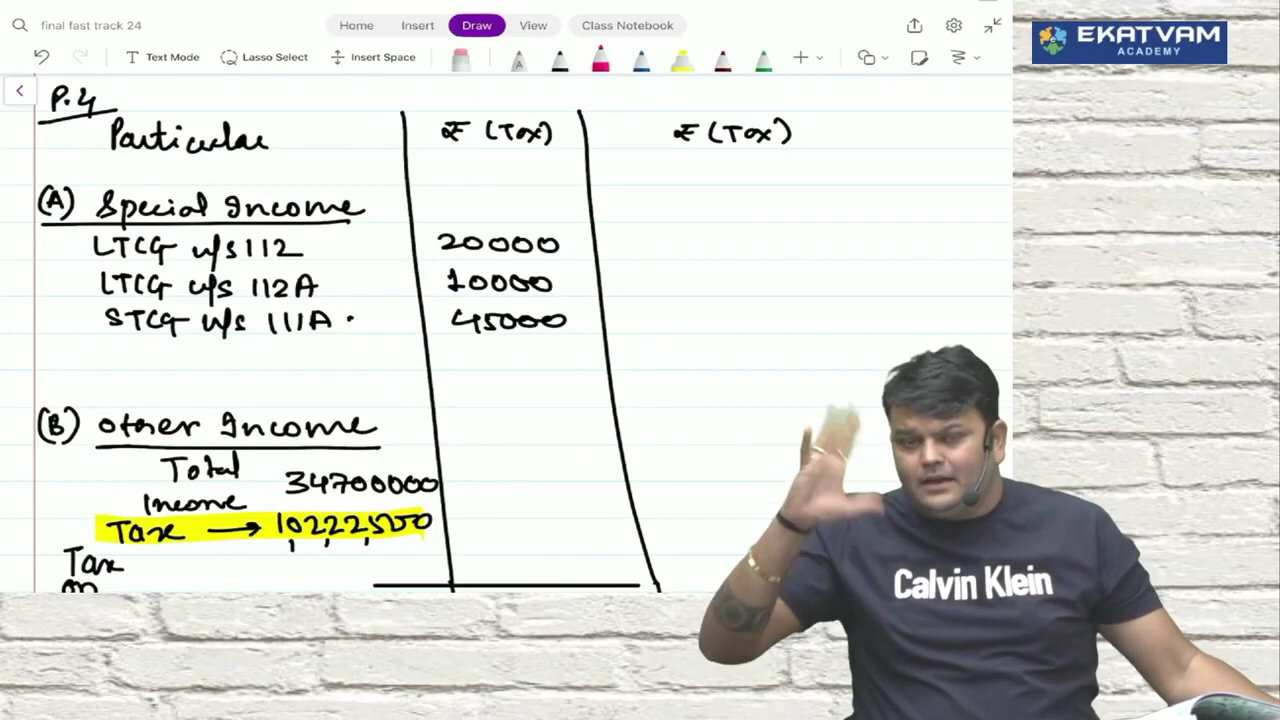 final fast track 24
Home Insert Draw View Class Notebook
Text Mode Lasso Select Insert Space
EKATVAM
ACADEMY
P.4
Particular ₹ (Tax) ₹ (Tax)
(A) Special Income
LTCG u/s 112 20000
LTCG u/s 112A 10000
STCG u/s 111A 45000
(B) Other Income
Total
Income 34700000
Tax → 10222500
Tax
on
Calvin Klein